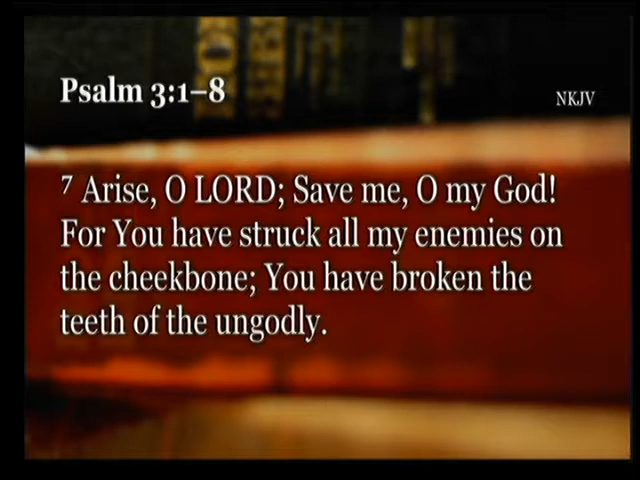 Psalm 3:1–8
NKJV
7 Arise, O LORD; Save me, O my God!
For You have struck all my enemies on
the cheekbone; You have broken the
teeth of the ungodly.